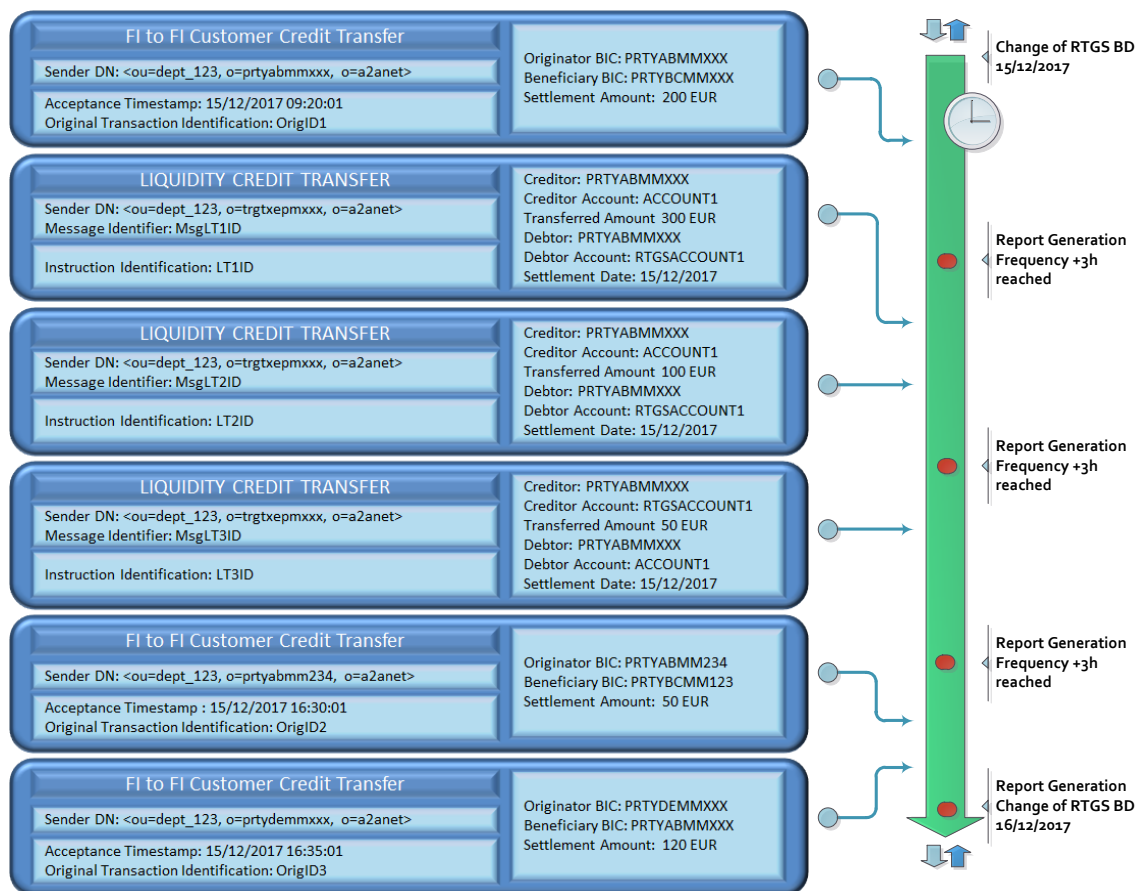 FI to FI Customer Credit Transfer
Sender DN: <ou=dept_123, o=prtyabmmxxx, o=a2anet>
Acceptance Timestamp: 15/12/2017 09:20:01
Original Transaction Identification: OrigID1
Originator BIC: PRTYABMMXXX
Beneficiary BIC: PRTYBCMMXXX
Settlement Amount: 200 EUR
LIQUIDITY CREDIT TRANSFER
Sender DN: <ou=dept_123, o=trgtxepmxxx, o=a2anet>
Message Identifier: MsgLT1ID
Instruction Identification: LT1ID
Creditor: PRTYABMMXXX
Creditor Account: ACCOUNT1
Transferred Amount 300 EUR
Debtor: PRTYABMMXXX
Debtor Account: RTGSACCOUNT1
Settlement Date: 15/12/2017
LIQUIDITY CREDIT TRANSFER
Sender DN: <ou=dept_123, o=trgtxepmxxx, o=a2anet>
Message Identifier: MsgLT2ID
Instruction Identification: LT2ID
Creditor: PRTYABMMXXX
Creditor Account: ACCOUNT1
Transferred Amount 100 EUR
Debtor: PRTYABMMXXX
Debtor Account: RTGSACCOUNT1
Settlement Date: 15/12/2017
LIQUIDITY CREDIT TRANSFER
Sender DN: <ou=dept_123, o=trgtxepmxxx, o=a2anet>
Message Identifier: MsgLT3ID
Instruction Identification: LT3ID
Creditor: PRTYABMMXXX
Creditor Account: RTGSACCOUNT1
Transferred Amount 50 EUR
Debtor: PRTYABMMXXX
Debtor Account: ACCOUNT1
Settlement Date: 15/12/2017
FI to FI Customer Credit Transfer
Sender DN: <ou=dept_123, o=prtyabmm234, o=a2anet>
Acceptance Timestamp : 15/12/2017 16:30:01
Original Transaction Identification: OrigID2
Originator BIC: PRTYABMM234
Beneficiary BIC: PRTYBCMM123
Settlement Amount: 50 EUR
FI to FI Customer Credit Transfer
Sender DN: <ou=dept_123, o=prtydemmxxx, o=a2anet>
Acceptance Timestamp: 15/12/2017 16:35:01
Original Transaction Identification: OrigID3
Originator BIC: PRTYDEMMXXX
Beneficiary BIC: PRTYABMMXXX
Settlement Amount: 120 EUR
Change of RTGS BD
15/12/2017
Report Generation
Frequency +3h
reached
Report Generation
Frequency +3h
reached
Report Generation
Frequency +3h
reached
Report Generation
Change of RTGS BD
16/12/2017